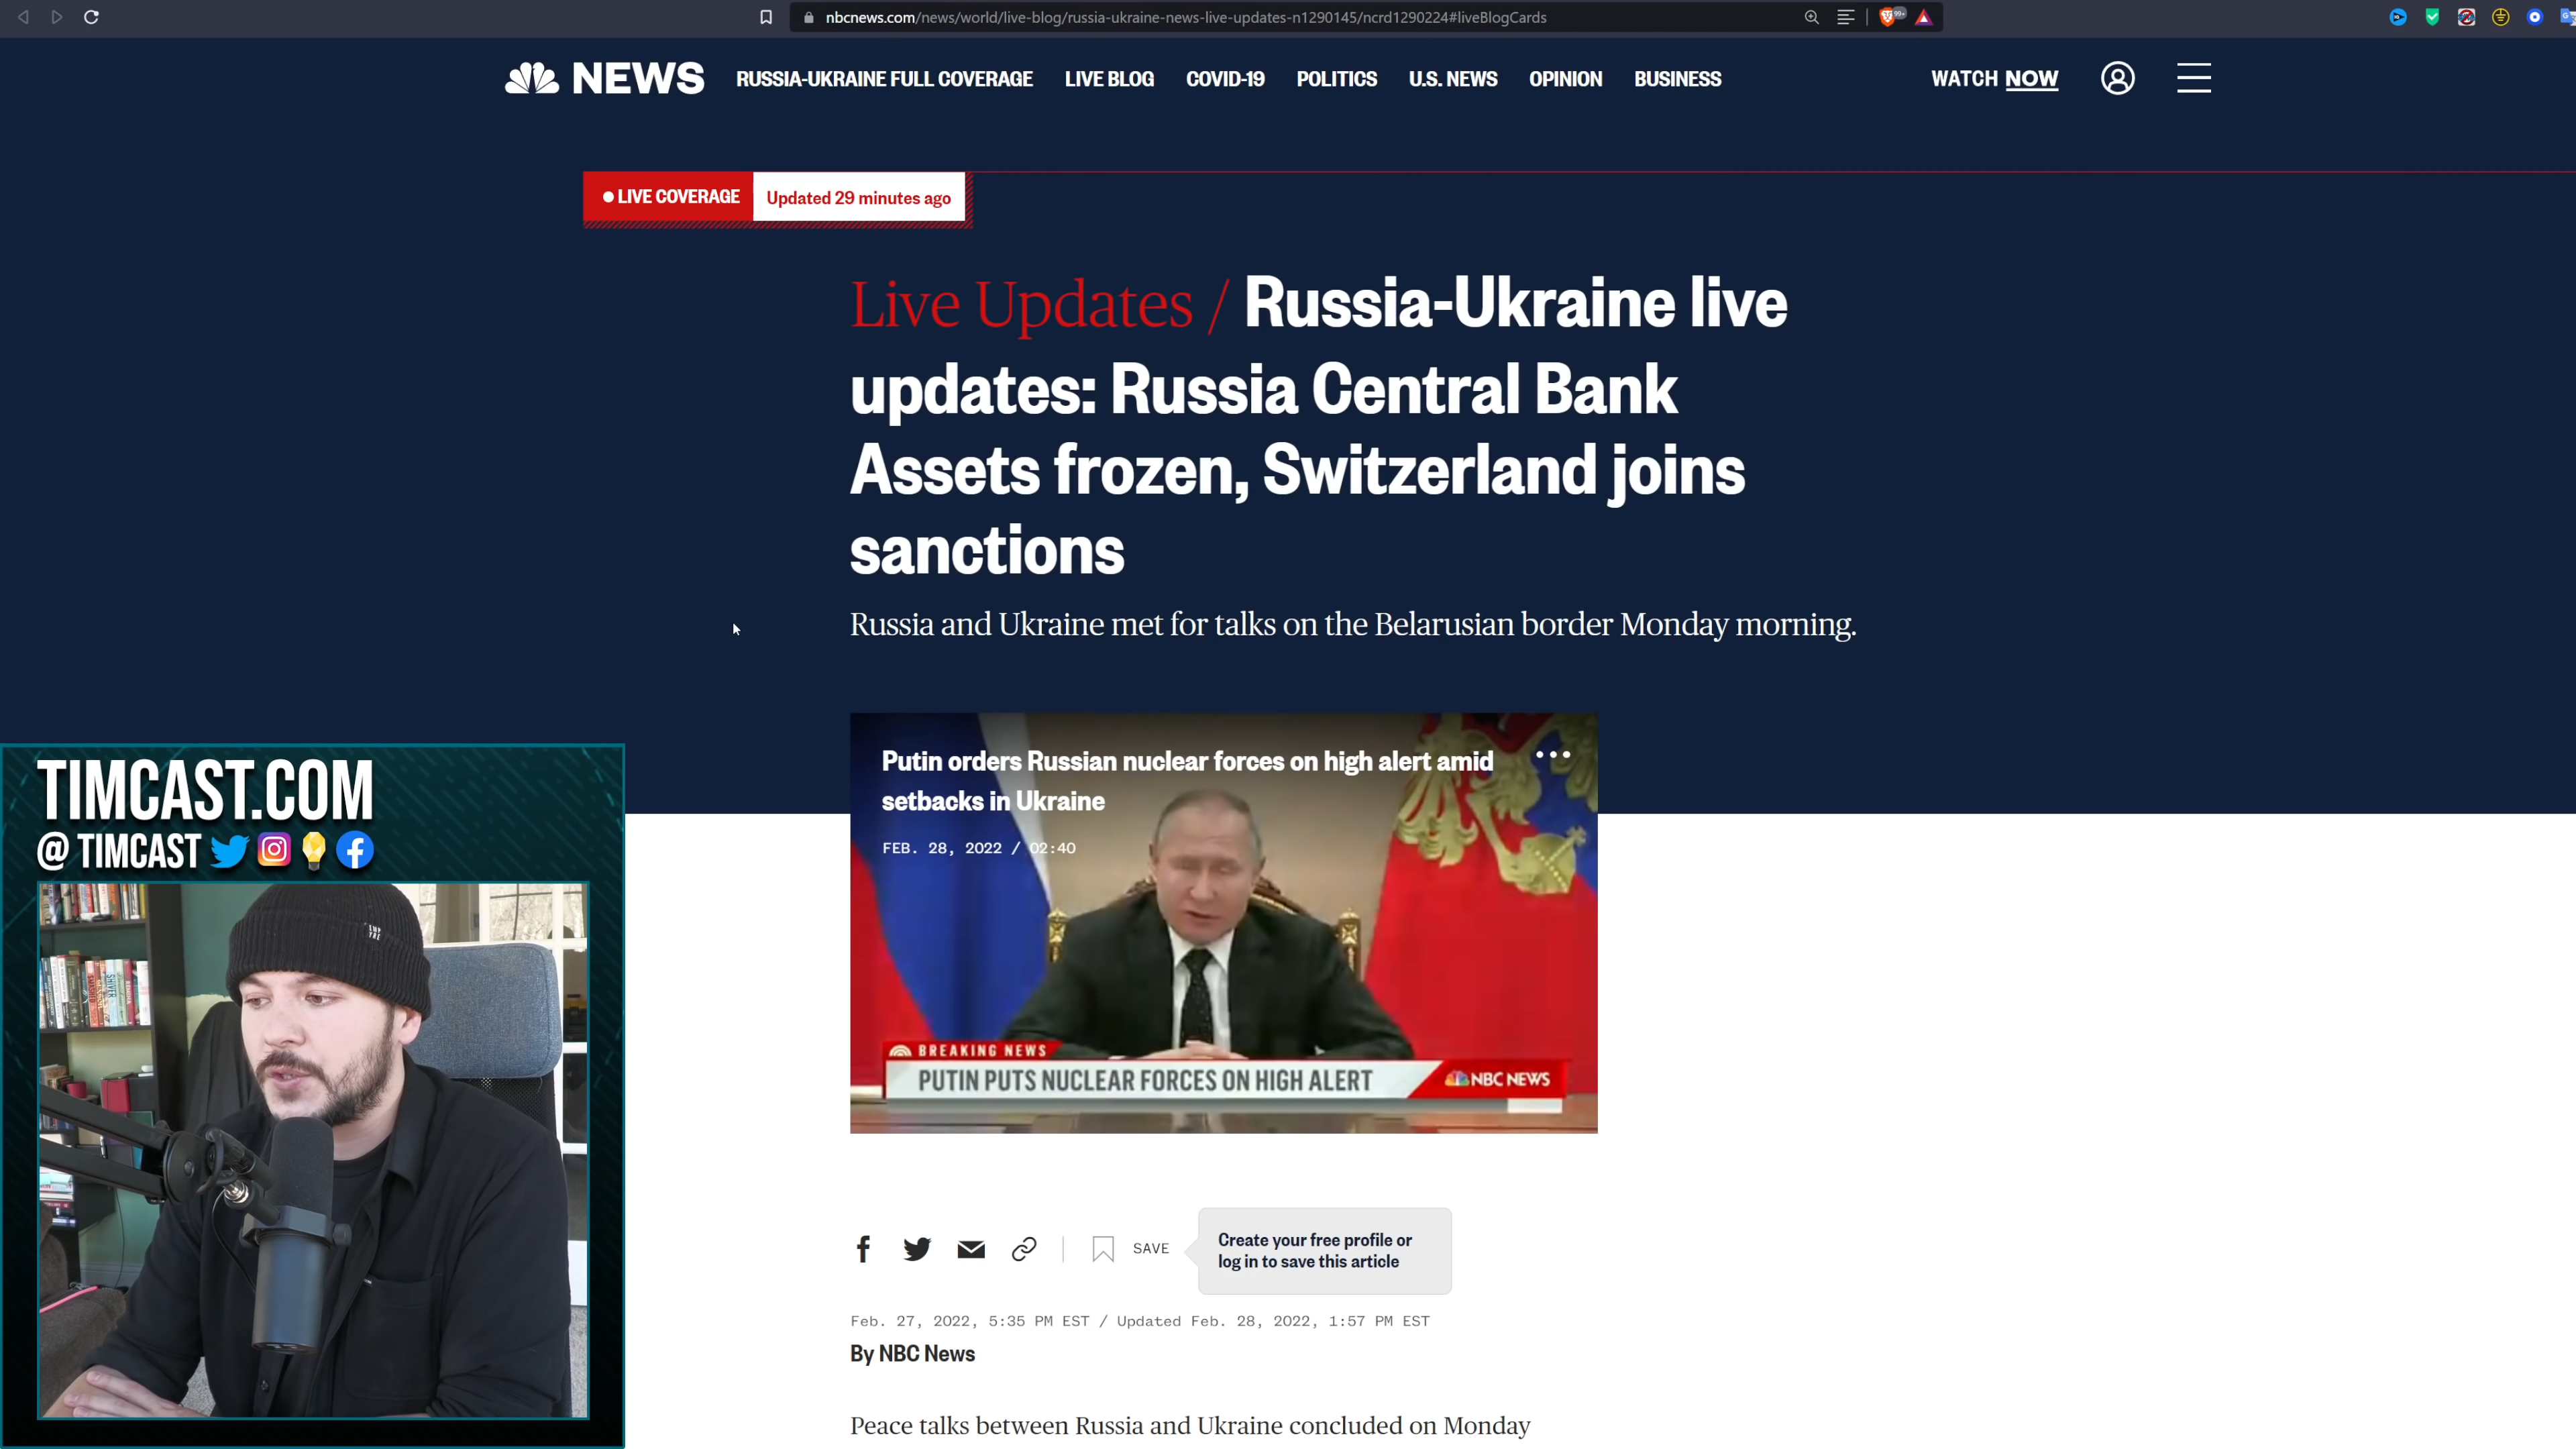 nbcnews.com/news/world/live-blog/russia-ukraine-news-live-updates-n1290145/ncrd1290224#liveBlogCards
99+
NEWS
RUSSIA-UKRAINE FULL COVERAGE
LIVE BLOG
COVID-19
POLITICS
U.S. NEWS
OPINION
BUSINESS
WATCH NOW
LIVE COVERAGE
Updated 29 minutes ago
Live Updates / Russia-Ukraine live
updates: Russia Central Bank
Assets frozen, Switzerland joins
sanctions
Russia and Ukraine met for talks on the Belarusian border Monday morning.
Putin orders Russian nuclear forces on high alert amid
setbacks in Ukraine
FEB. 28, 2022 / 02:40
BREAKING NEWS
PUTIN PUTS NUCLEAR FORCES ON HIGH ALERT
NBC NEWS
TIMCAST.COM
@ TIMCAST
SAVE
Create your free profile or
log in to save this article
Feb. 27, 2022, 5:35 PM EST / Updated Feb. 28, 2022, 1:57 PM EST
By NBC News
Peace talks between Russia and Ukraine concluded on Monday